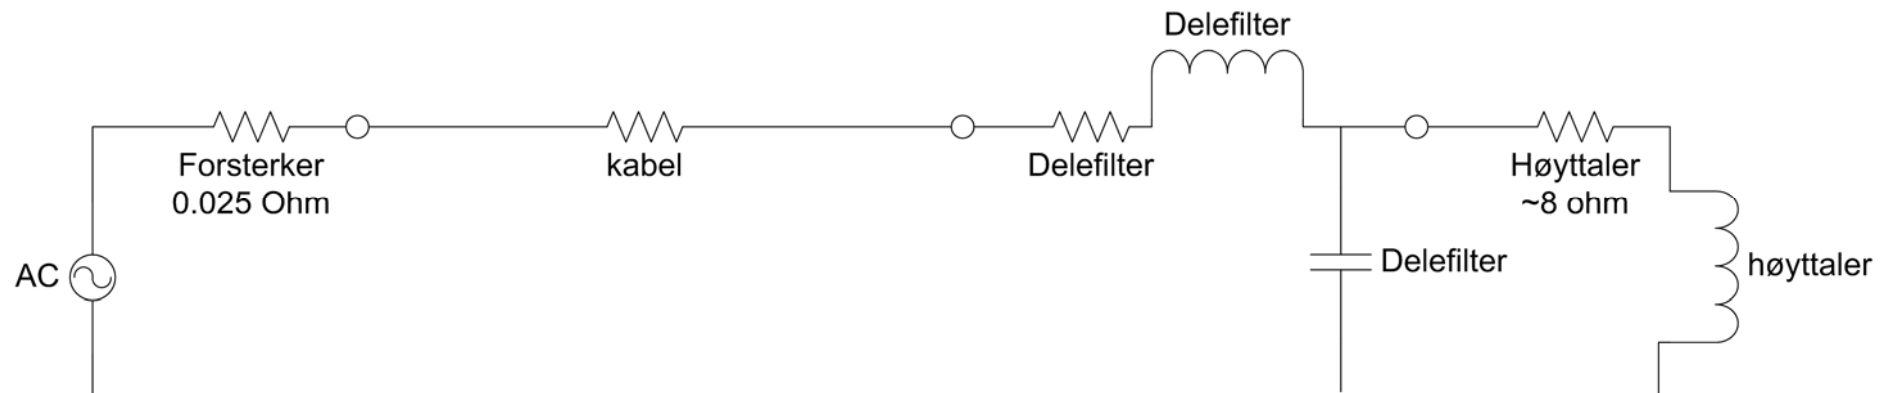 Delefilter
Forsterker
0.025 Ohm
kabel
Delefilter
Høyttaler
~8 ohm
AC
Delefilter
høyttaler